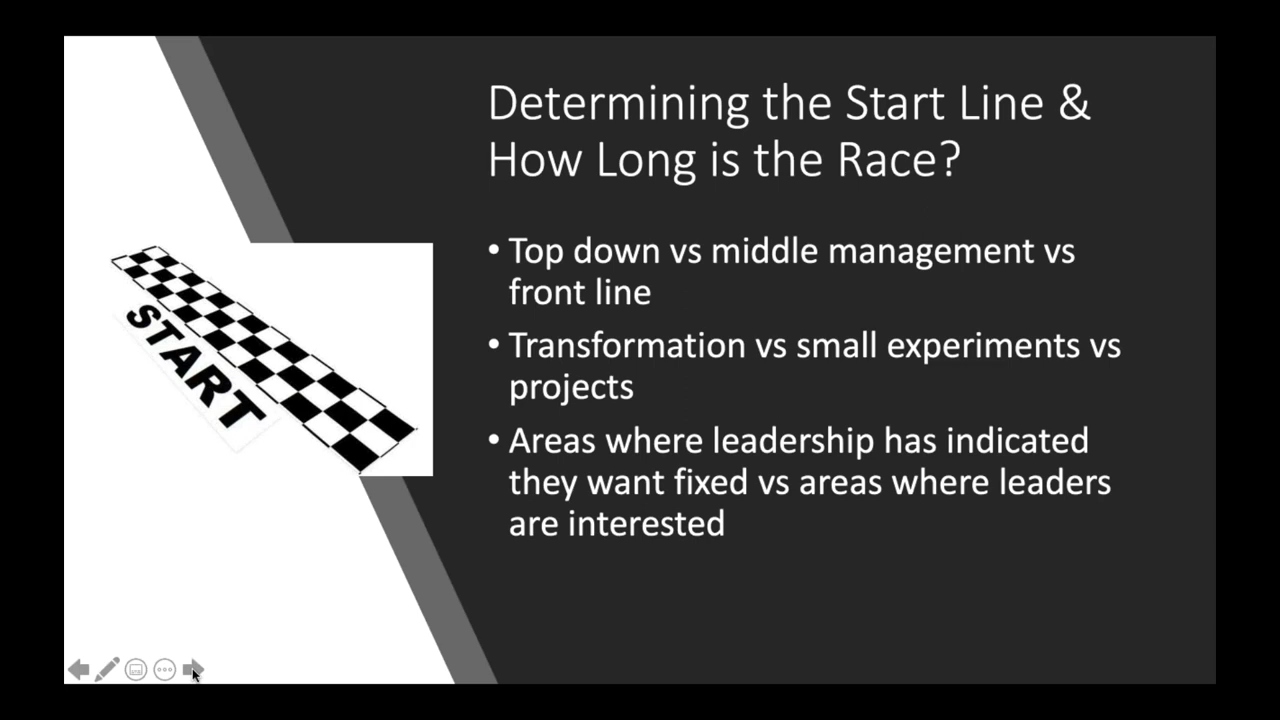 Determining the Start Line &
How Long is the Race?
• Top down vs middle management vs
front line
• Transformation vs small experiments vs
projects
• Areas where leadership has indicated
they want fixed vs areas where leaders
are interested
START